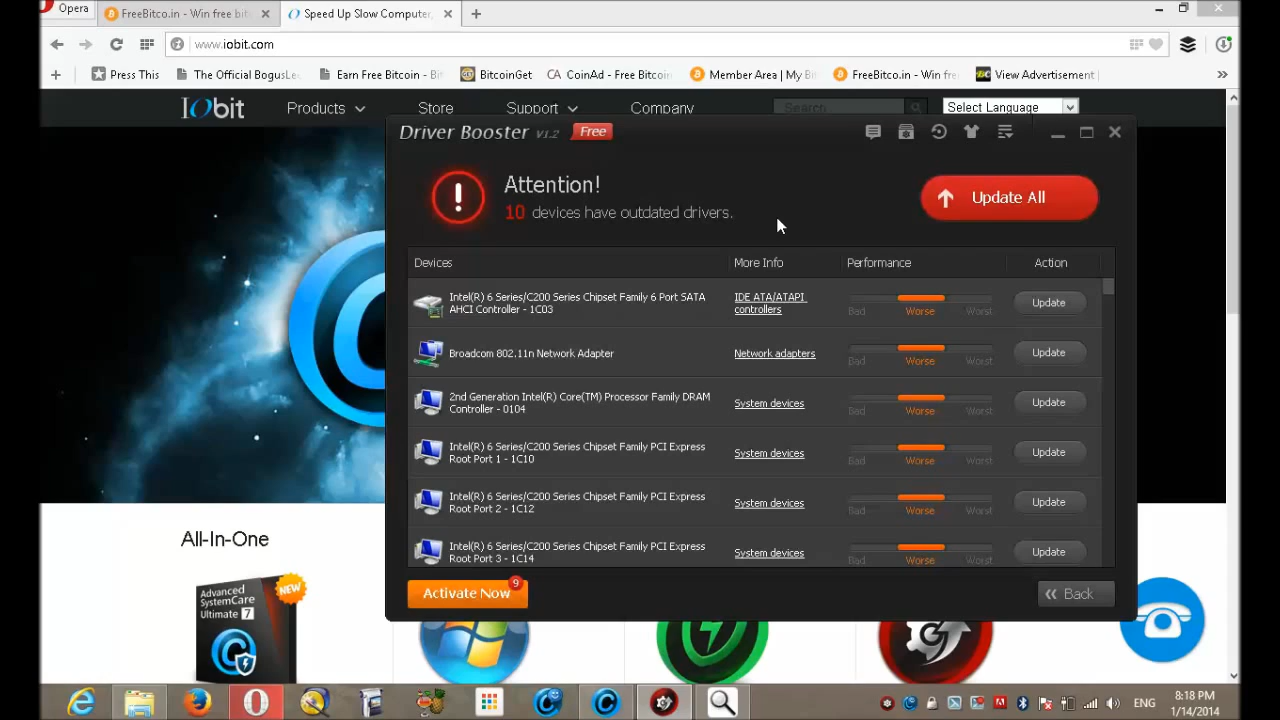 Opera
FreeBitco.in - Win free bit
Speed Up Slow Computer,
www.iobit.com
Press This
The Official BogusLe
Earn Free Bitcoin - Bi
BitcoinGet
CA CoinAd - Free Bitcoi
Member Area | My Bi
FreeBitco.in - Win fre
View Advertisement
IObit
Products
Store
Support
Company
Search
Select Language
Driver Booster V1.2 Free
Attention!
10 devices have outdated drivers.
Update All
Devices
More Info
Performance
Action
Intel(R) 6 Series/C200 Series Chipset Family 6 Port SATA
AHCI Controller - 1C03
IDE ATA/ATAPI
controllers
Bad Worse Worst
Update
Broadcom 802.11n Network Adapter
Network adapters
Bad Worse Worst
Update
2nd Generation Intel(R) Core(TM) Processor Family DRAM
Controller - 0104
System devices
Bad Worse Worst
Update
Intel(R) 6 Series/C200 Series Chipset Family PCI Express
Root Port 1 - 1C10
System devices
Bad Worse Worst
Update
Intel(R) 6 Series/C200 Series Chipset Family PCI Express
Root Port 2 - 1C12
System devices
Bad Worse Worst
Update
Intel(R) 6 Series/C200 Series Chipset Family PCI Express
Root Port 3 - 1C14
System devices
Bad Worse Worst
Update
Activate Now
9
Back
All-In-One
NEW
Advanced
SystemCare
Ultimate 7
ENG
8:18 PM
1/14/2014